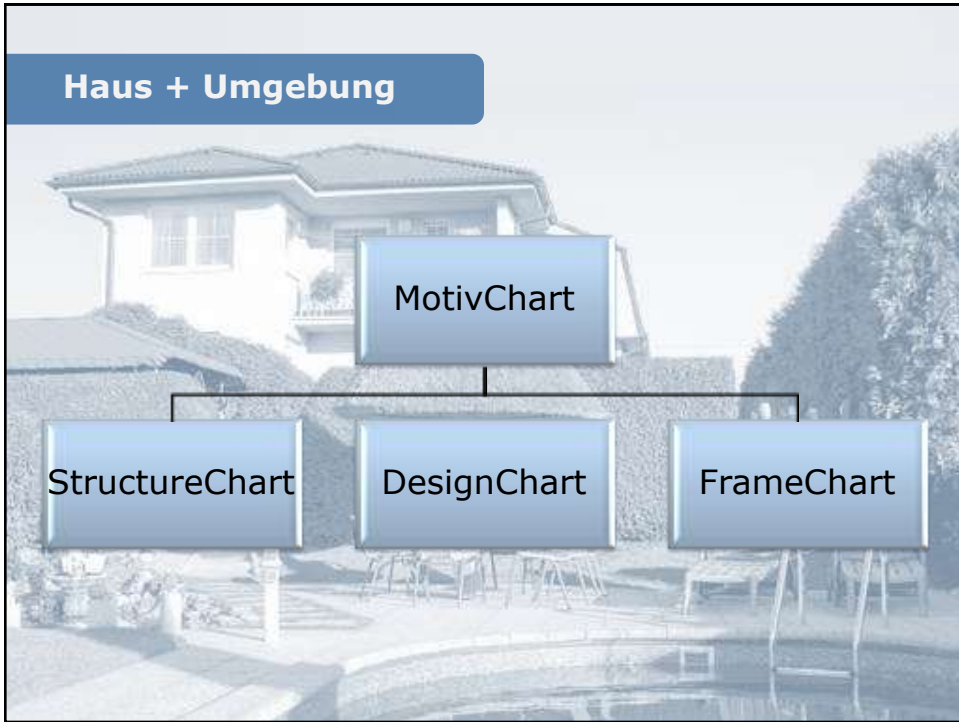 Haus + Umgebung
MotivChart
StructureChart
DesignChart
FrameChart